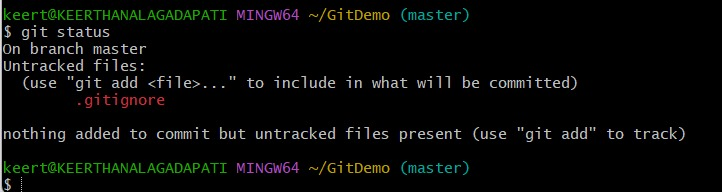 keert@KEERTHANALAGADAPATI MINGW64 ~/GitDemo (master)
$ git status
On branch master
Untracked files:
  (use "git add <file>..." to include in what will be committed)
        .gitignore

nothing added to commit but untracked files present (use "git add" to track)

keert@KEERTHANALAGADAPATI MINGW64 ~/GitDemo (master)
$